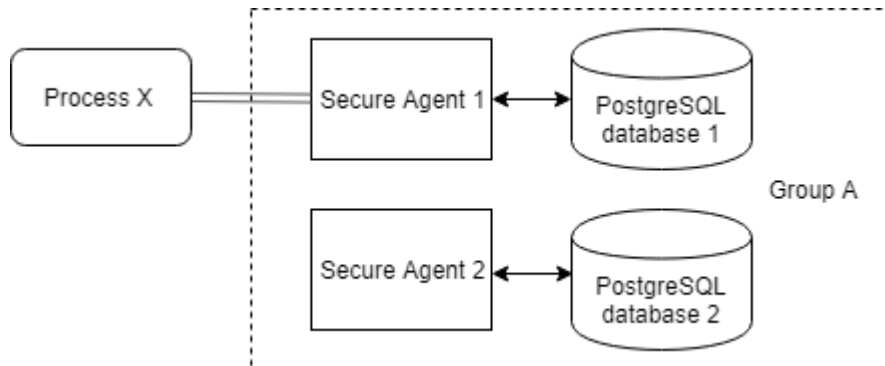 Process X
Secure Agent 1
PostgreSQL
database 1
Group A
Secure Agent 2
PostgreSQL
database 2